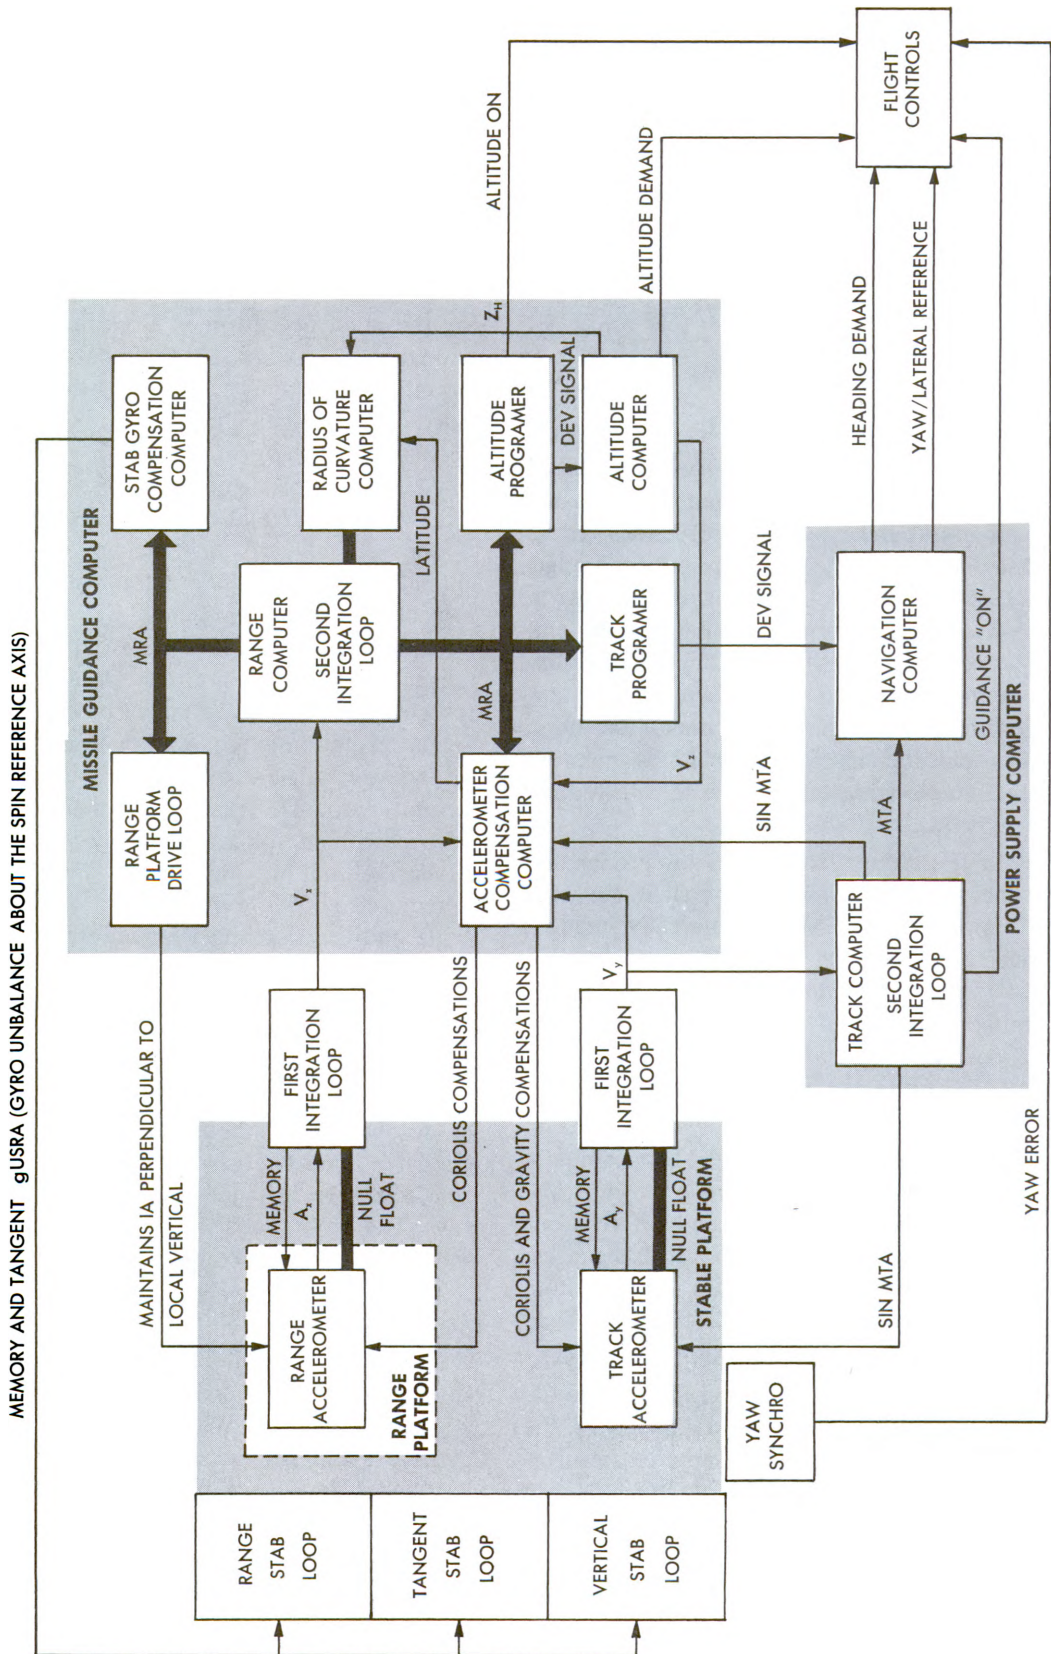 MEMORY AND TANGENT gUSRA (GYRO UNBALANCE ABOUT THE SPIN REFERENCE AXIS)
MISSILE GUIDANCE COMPUTER
STAB GYRO
COMPENSATION
COMPUTER
MRA
RANGE
PLATFORM
DRIVE LOOP
MAINTAINS IA PERPENDICULAR TO
LOCAL VERTICAL
RANGE
STAB
LOOP
TANGENT
STAB
LOOP
VERTICAL
STAB
LOOP
RANGE
ACCELEROMETER
RANGE
PLATFORM
MEMORY
Ax
NULL
FLOAT
FIRST
INTEGRATION
LOOP
Vx
RANGE
COMPUTER
SECOND
INTEGRATION
LOOP
RADIUS OF
CURVATURE
COMPUTER
ZH
LATITUDE
MRA
ALTITUDE
PROGRAMER
ALTITUDE ON
DEV SIGNAL
ALTITUDE
COMPUTER
ALTITUDE DEMAND
TRACK
PROGRAMER
DEV SIGNAL
ACCELEROMETER
COMPENSATION
COMPUTER
Vz
CORIOLIS COMPENSATIONS
CORIOLIS AND GRAVITY COMPENSATIONS
TRACK
ACCELEROMETER
MEMORY
Ay
NULL FLOAT
STABLE PLATFORM
FIRST
INTEGRATION
LOOP
Vy
SIN MTA
TRACK COMPUTER
SECOND
INTEGRATION
LOOP
MTA
NAVIGATION
COMPUTER
POWER SUPPLY COMPUTER
HEADING DEMAND
YAW/LATERAL REFERENCE
GUIDANCE "ON"
FLIGHT
CONTROLS
SIN MTA
YAW
SYNCHRO
YAW ERROR